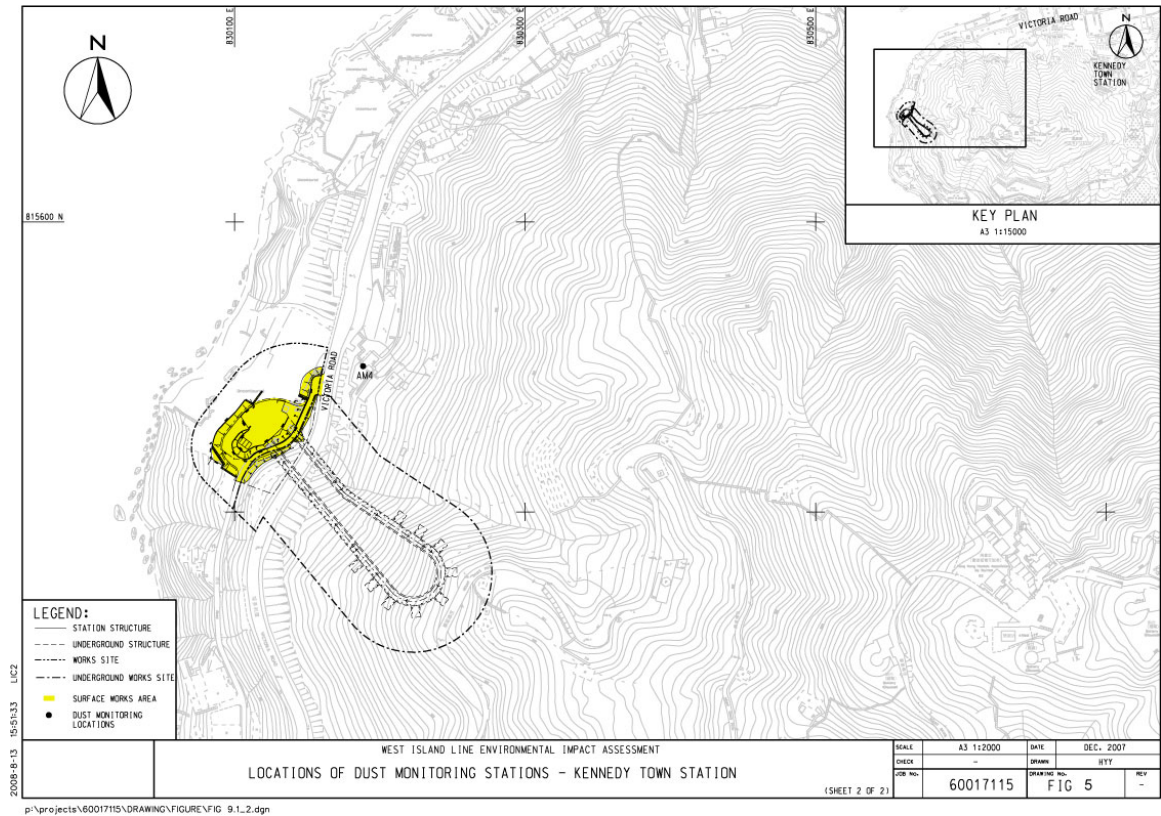 N
830100 E
830300 E
830500 E
815600 N
VICTORIA ROAD
N
KENNEDY
TOWN
STATION
KEY PLAN
A3 1:15000
VICTORIA ROAD
AM4
LEGEND:
STATION STRUCTURE
UNDERGROUND STRUCTURE
WORKS SITE
UNDERGROUND WORKS SITE
SURFACE WORKS AREA
DUST MONITORING
LOCATIONS
2008-8-13 15:51:33 LIC2
WEST ISLAND LINE ENVIRONMENTAL IMPACT ASSESSMENT
LOCATIONS OF DUST MONITORING STATIONS - KENNEDY TOWN STATION
(SHEET 2 OF 2)
SCALE A3 1:2000 DATE DEC. 2007
CHECK - DRAWN HYY
JOB No. 60017115 DRAWING No. FIG 5 REV -
p:\projects\60017115\DRAWING\FIGURE\FIG 9.1_2.dgn